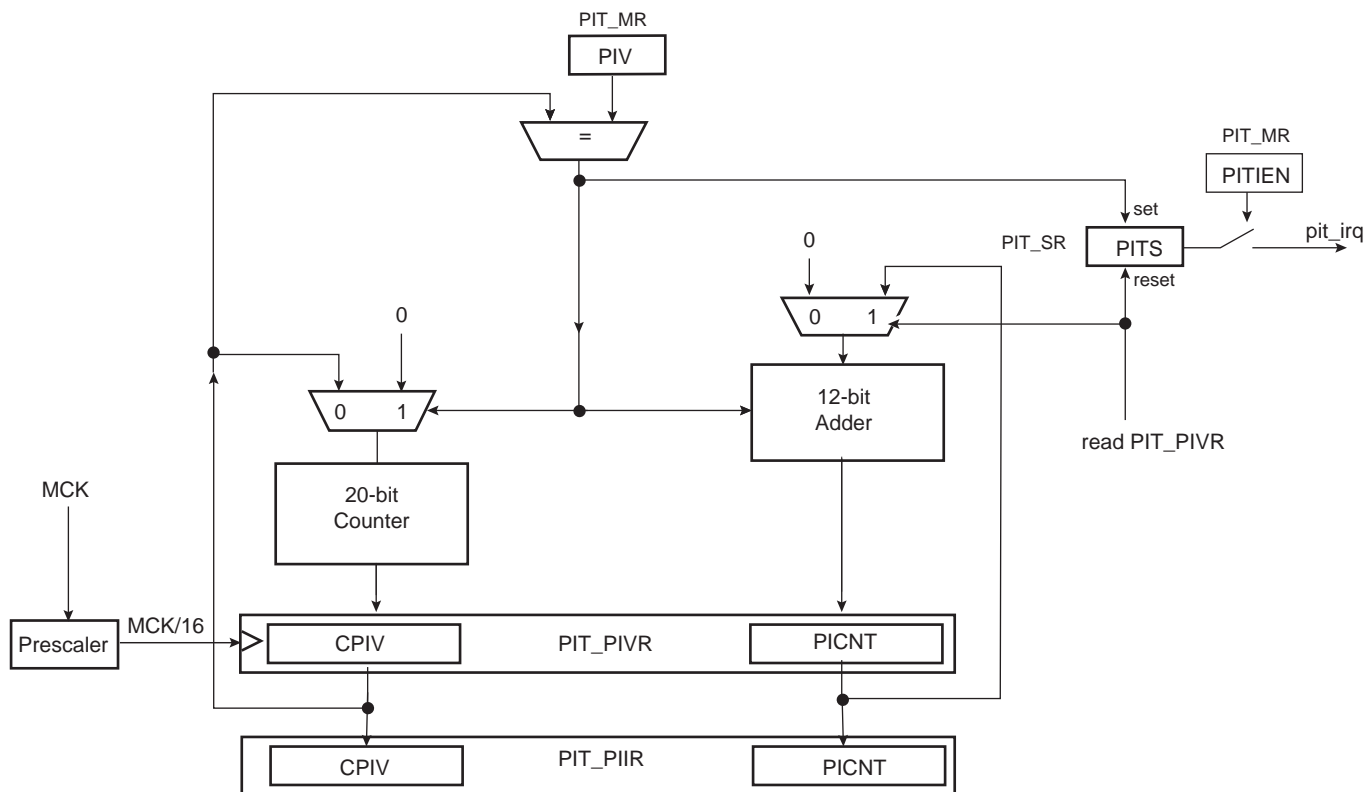 PIT_MR
PIV
=
PIT_MR
PITIEN
set
PIT_SR
PITS
pit_irq
reset
0
0 1
0
0 1
12-bit
Adder
read PIT_PIVR
20-bit
Counter
MCK
MCK/16
Prescaler
CPIV
PIT_PIVR
PICNT
CPIV
PIT_PIIR
PICNT